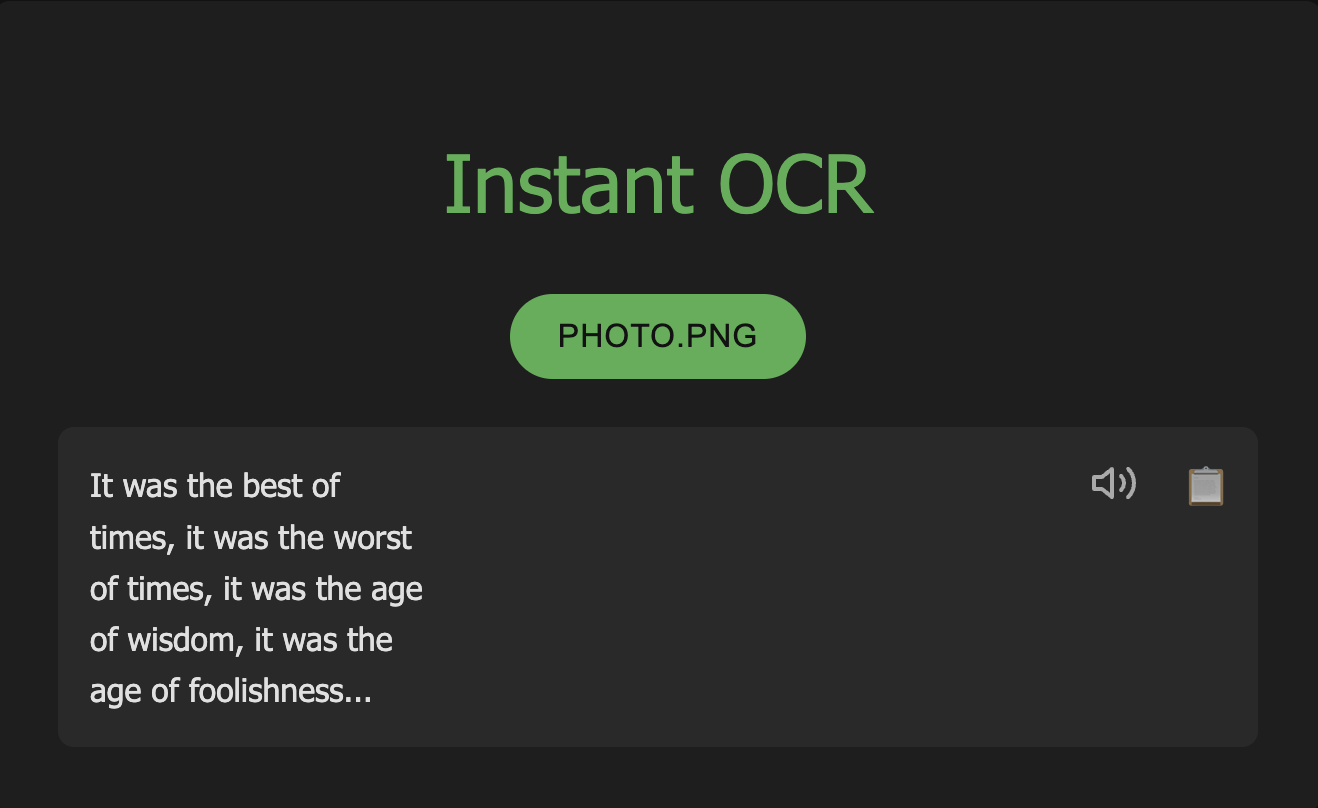 Instant OCR
PHOTO.PNG
It was the best of
times, it was the worst
of times, it was the age
of wisdom, it was the
age of foolishness...